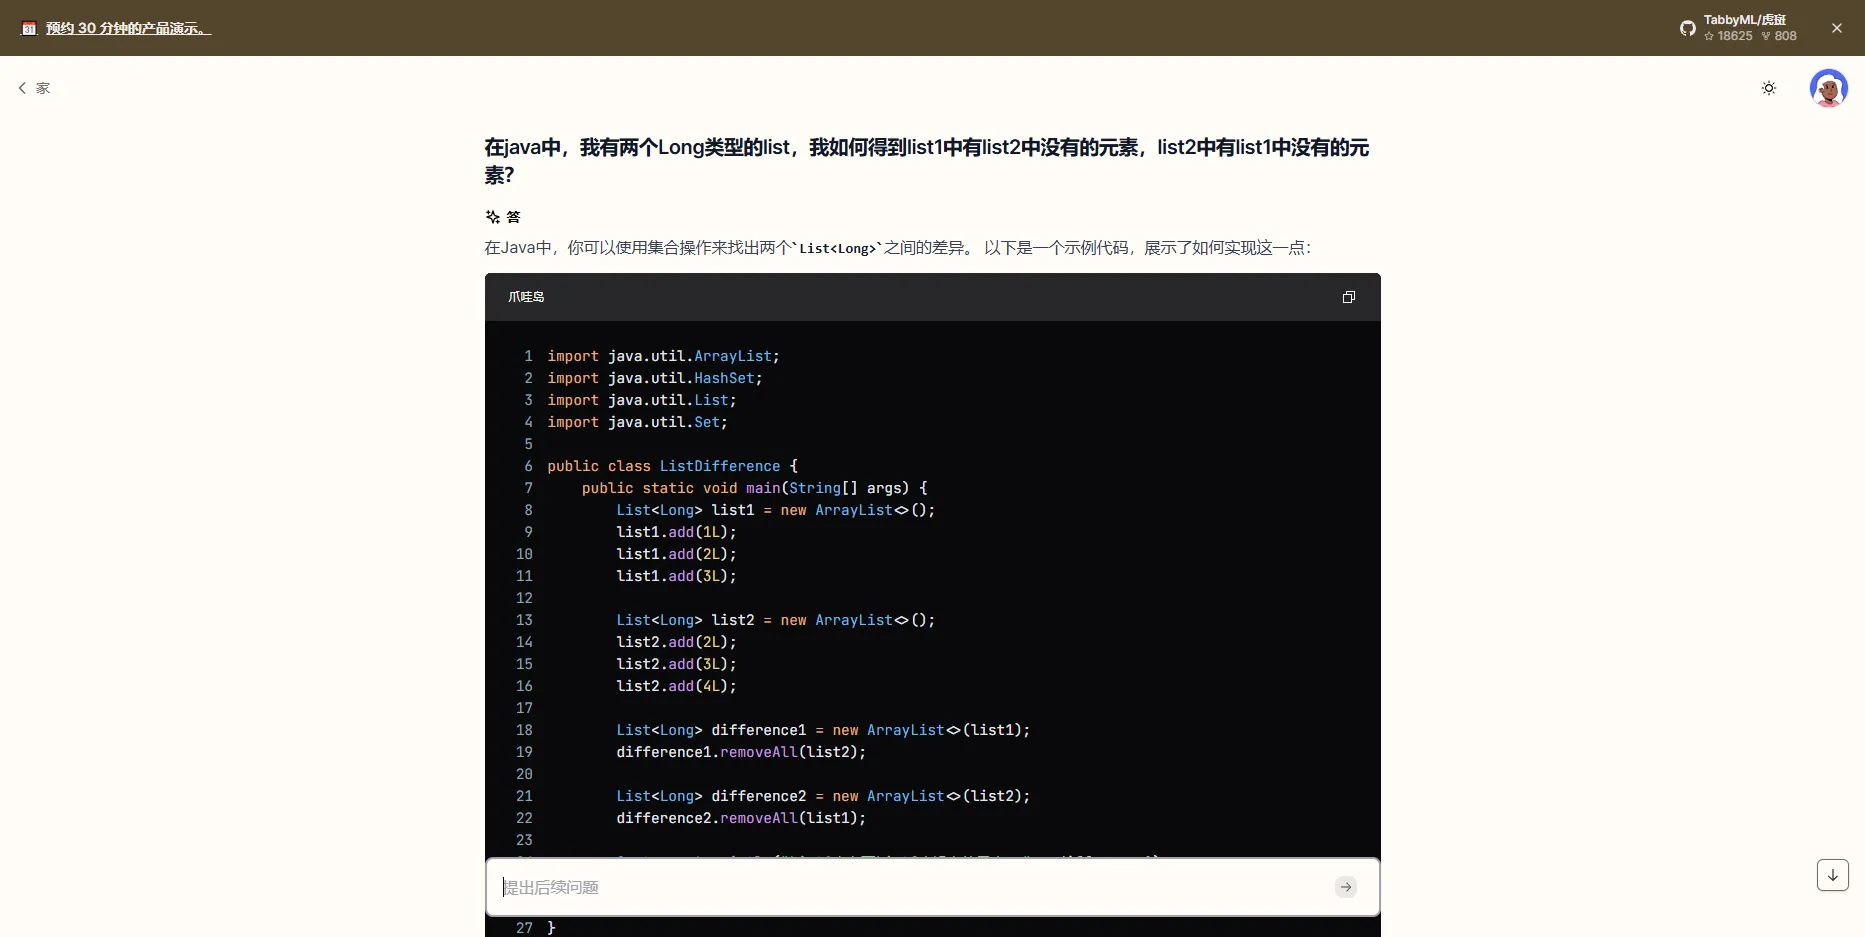 预约 30 分钟的产品演示。
TabbyML/虎斑
18625 808
家
在java中，我有两个Long类型的list，我如何得到list1中有list2中没有的元素，list2中有list1中没有的元
素？
答
在Java中，你可以使用集合操作来找出两个`List<Long>`之间的差异。 以下是一个示例代码，展示了如何实现这一点：
爪哇岛
1 import java.util.ArrayList;
2 import java.util.HashSet;
3 import java.util.List;
4 import java.util.Set;
5
6 public class ListDifference {
7 public static void main(String[] args) {
8 List<Long> list1 = new ArrayList<>();
9 list1.add(1L);
10 list1.add(2L);
11 list1.add(3L);
12
13 List<Long> list2 = new ArrayList<>();
14 list2.add(2L);
15 list2.add(3L);
16 list2.add(4L);
17
18 List<Long> difference1 = new ArrayList<>(list1);
19 difference1.removeAll(list2);
20
21 List<Long> difference2 = new ArrayList<>(list2);
22 difference2.removeAll(list1);
23
提出后续问题
27 }